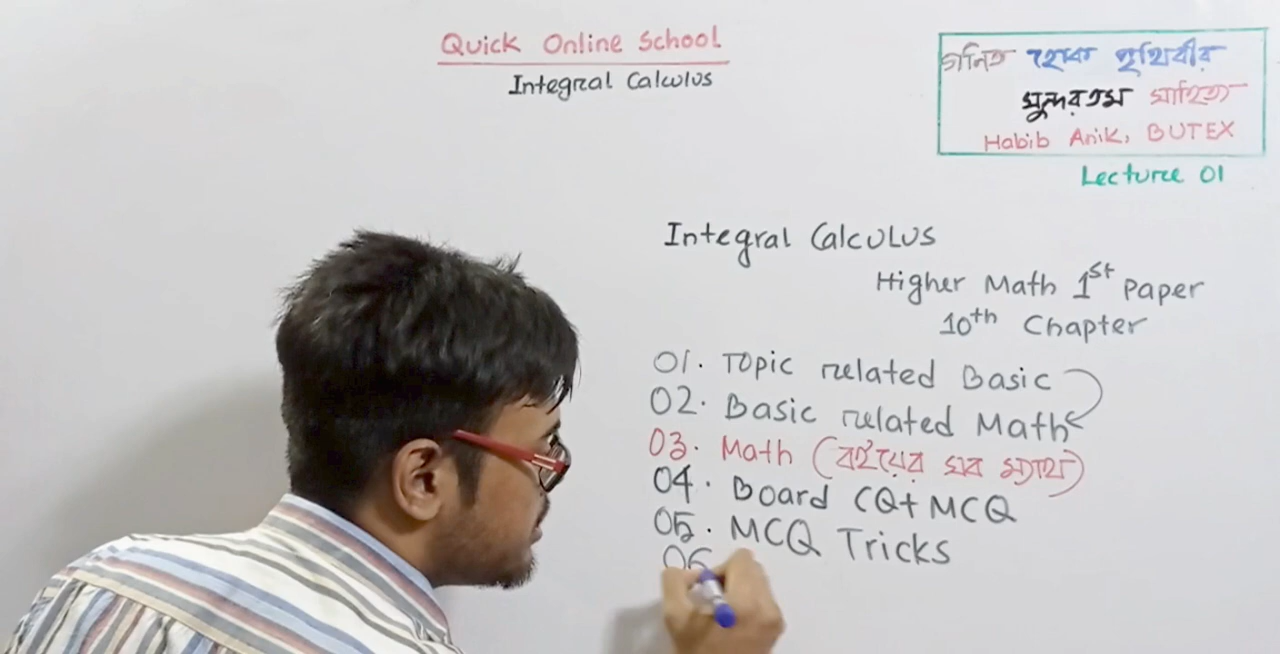 Quick Online School
Integral Calculus
গনিত হোক পৃথিবীর
সুন্দরতম সাহিত্য
Habib Anik, BUTEX
Lecture 01
Integral Calculus
Higher Math 1st Paper
10th Chapter
01. Topic related Basic
02. Basic related Math
03. Math (বইয়ের সব ম্যাথ)
04. Board CQ+MCQ
05. MCQ Tricks
06